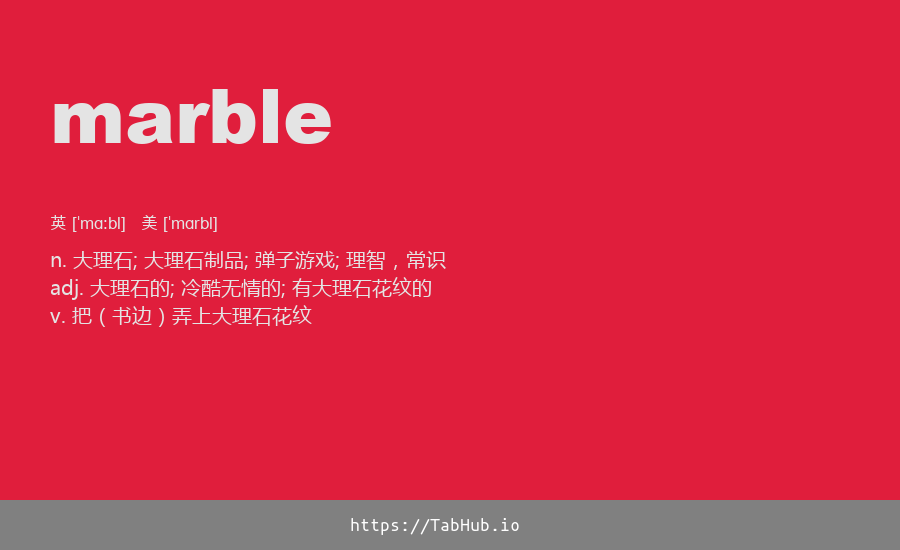 marble
英 ['mɑːbl] 美 ['mɑrbl]
n. 大理石; 大理石制品; 弹子游戏; 理智，常识
adj. 大理石的; 冷酷无情的; 有大理石花纹的
v. 把（书边）弄上大理石花纹
https://TabHub.io